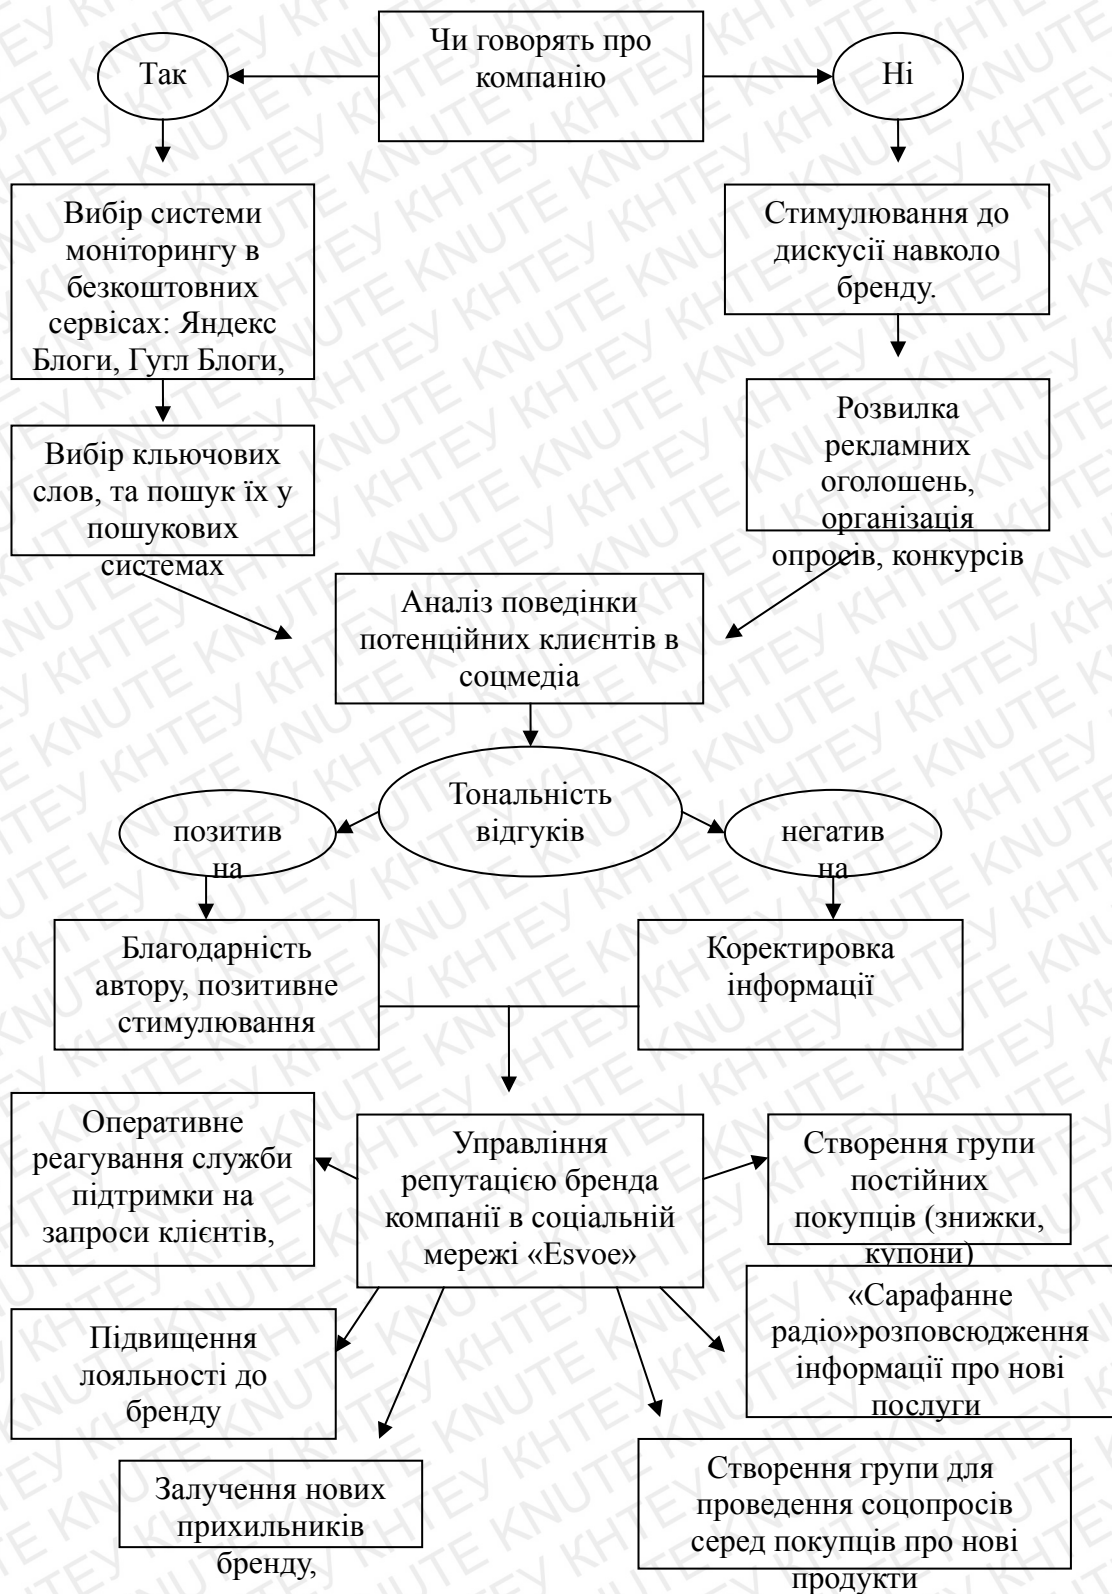 Чи говорять про
компанію
Так
Ні
Вибір системи
моніторингу в
безкоштовних
сервісах: Яндекс
Блоги, Гугл Блоги,
Стимулювання до
дискусії навколо
бренду.
Вибір кльючових
слов, та пошук їх у
пошукових
системах
Розвилка
рекламних
оголошень,
організація
опросів, конкурсів
Аналіз поведінки
потенційних клиєнтів в
соцмедіа
Тональність
відгуків
позитив
на
негатив
на
Благодарність
автору, позитивне
стимулювання
Коректировка
інформації
Оперативне
реагування служби
підтримки на
запроси клієнтів,
Управління
репутацією бренда
компанії в соціальній
мережі «Esvoe»
Створення групи
постійних
покупців (знижки,
купони)
Підвищення
лояльності до
бренду
«Сарафанне
радіо»розповсюдження
інформації про нові
послуги
Залучення нових
прихильників
бренду,
Створення групи для
проведення соцопросів
серед покупців про нові
продукти